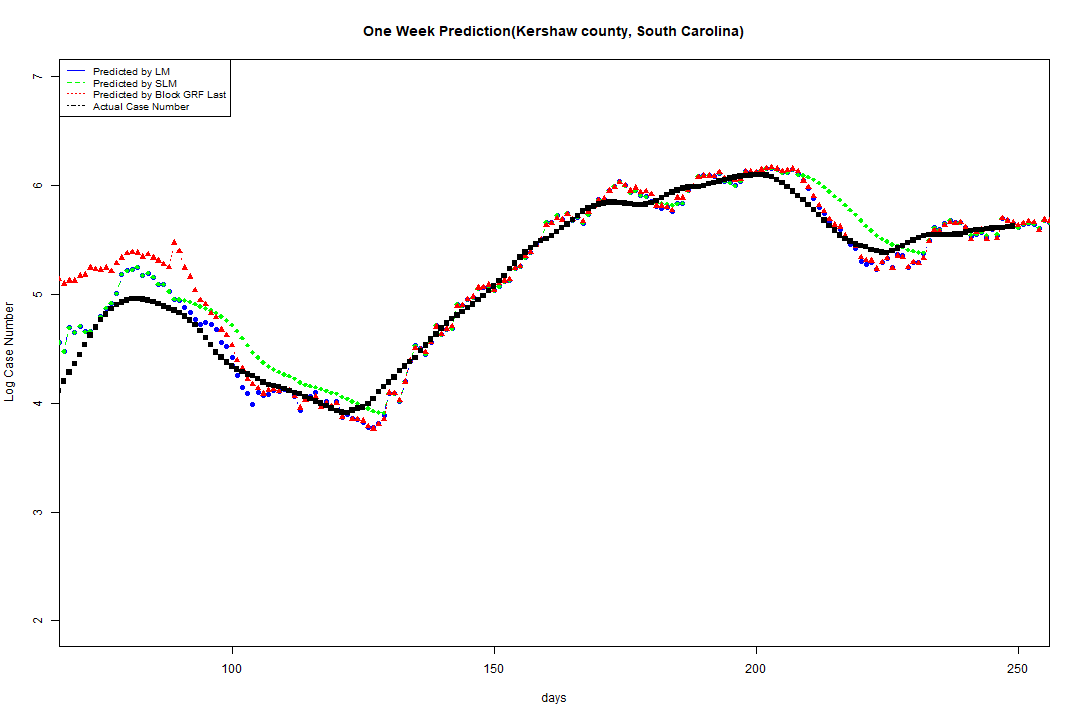 One Week Prediction(Kershaw county, South Carolina)
Predicted by LM
Predicted by SLM
Predicted by Block GRF Last
Actual Case Number
7
6
5
4
3
2
Log Case Number
100 150 200 250
days